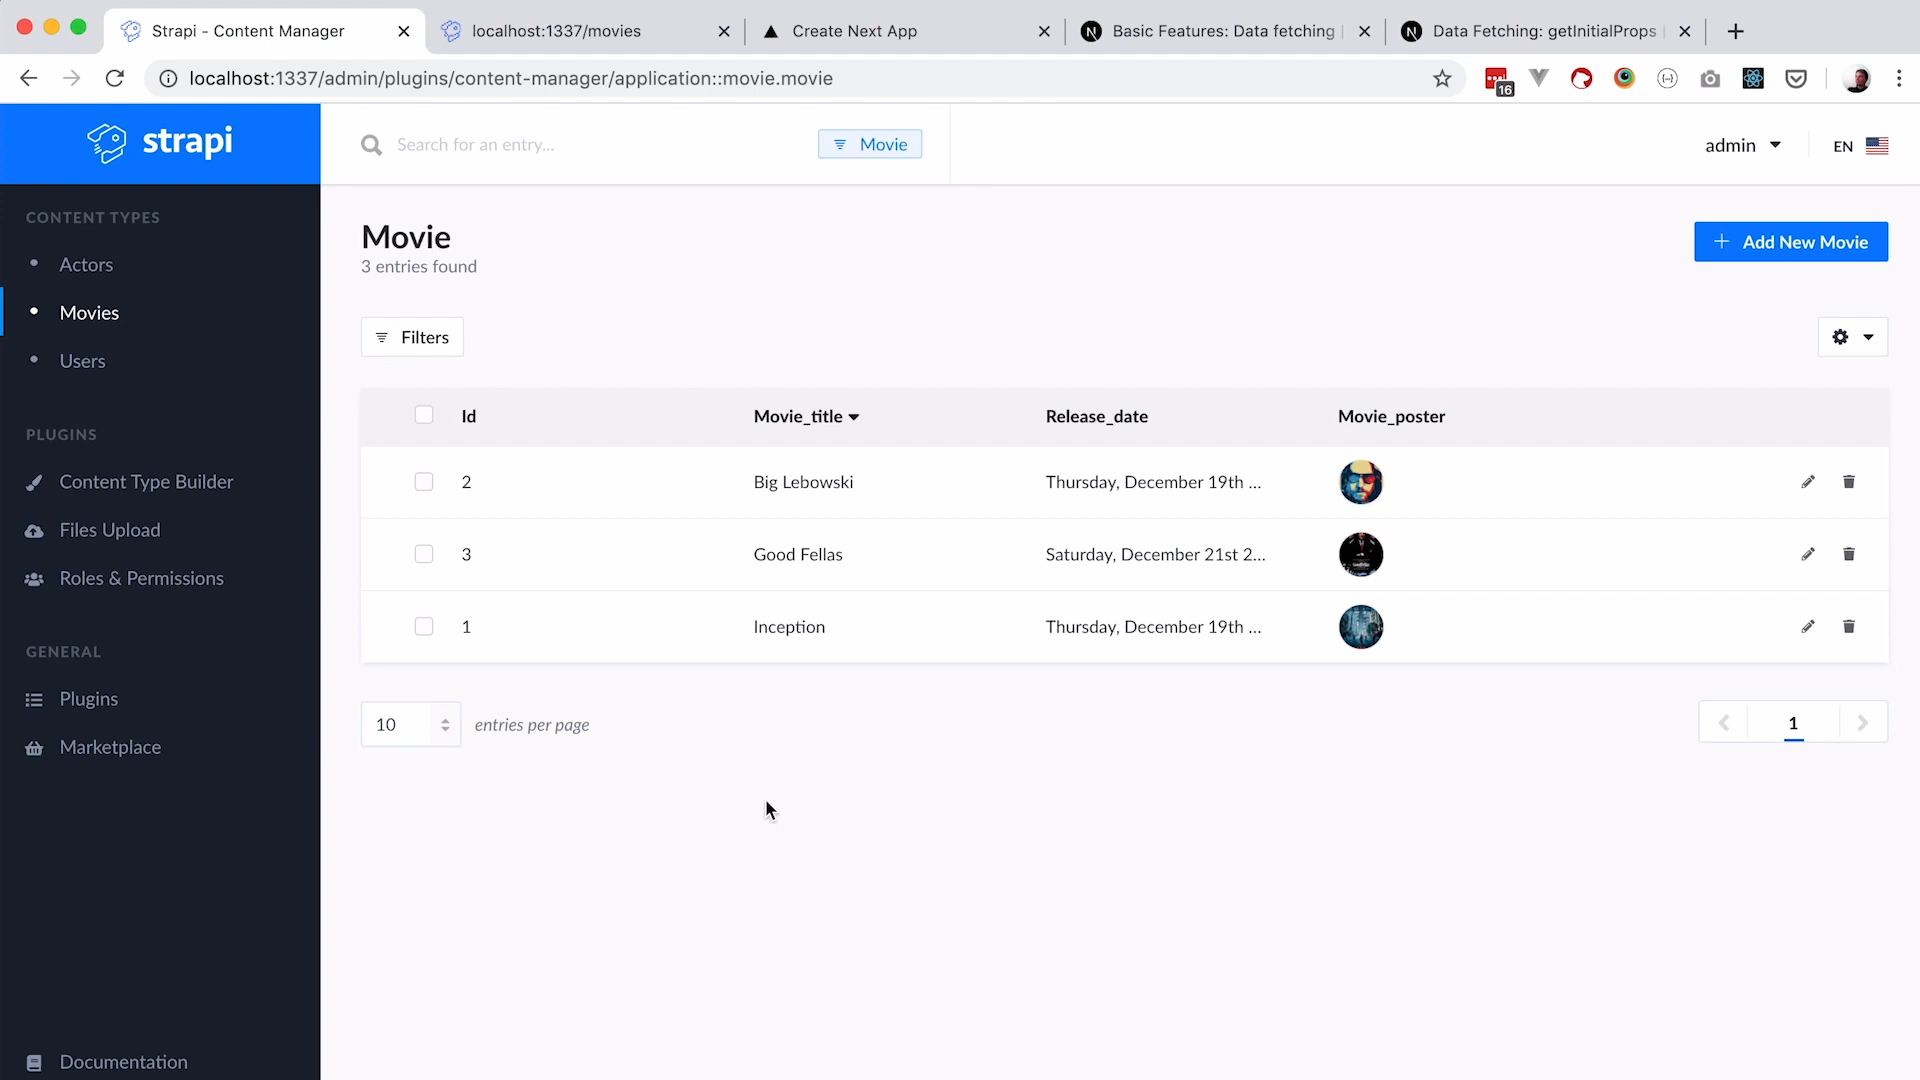 Strapi - Content Manager
localhost:1337/movies
Create Next App
Basic Features: Data fetching
Data Fetching: getInitialProps
localhost:1337/admin/plugins/content-manager/application::movie.movie
16
strapi
Search for an entry...
Movie
admin
EN
CONTENT TYPES
Actors
Movies
Users
PLUGINS
Content Type Builder
Files Upload
Roles & Permissions
GENERAL
Plugins
Marketplace
Documentation
Movie
3 entries found
Add New Movie
Filters
Id Movie_title Release_date Movie_poster
2 Big Lebowski Thursday, December 19th ...
3 Good Fellas Saturday, December 21st 2...
1 Inception Thursday, December 19th ...
10 entries per page
1